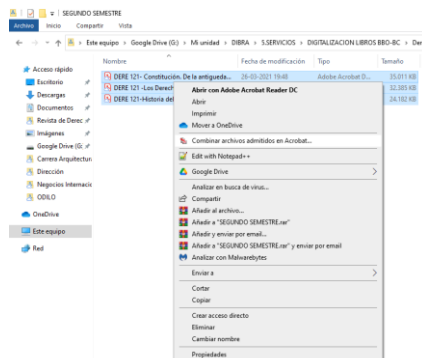 SEGUNDO SEMESTRE
Archivo Inicio Compartir Vista
Este equipo > Google Drive (G:) > Mi unidad > DIBRA > 5.SERVICIOS > DIGITALIZACION LIBROS BBO-BC > Der
Nombre Fecha de modificación Tipo Tamaño
Acceso rápido
Escritorio
Descargas
Documentos
Revista de Derec
Imágenes
Google Drive (G:
Carrera Arquitectura
Dirección
Negocios Internacio
ODILO
OneDrive
Este equipo
Red
DERE 121- Constitución. De la antigueda... 26-03-2021 19:48 Adobe Acrobat D... 35.011 KB
DERE 121 -Los Derech 32.385 KB
DERE 121-Historia del 24.182 KB
Abrir con Adobe Acrobat Reader DC
Abrir
Imprimir
Mover a OneDrive
Combinar archivos admitidos en Acrobat...
Edit with Notepad++
Google Drive
Analizar en busca de virus...
Compartir
Añadir al archivo...
Añadir a "SEGUNDO SEMESTRE.rar"
Añadir y enviar por email...
Añadir a "SEGUNDO SEMESTRE.rar" y enviar por email
Analizar con Malwarebytes
Enviar a
Cortar
Copiar
Crear acceso directo
Eliminar
Cambiar nombre
Propiedades